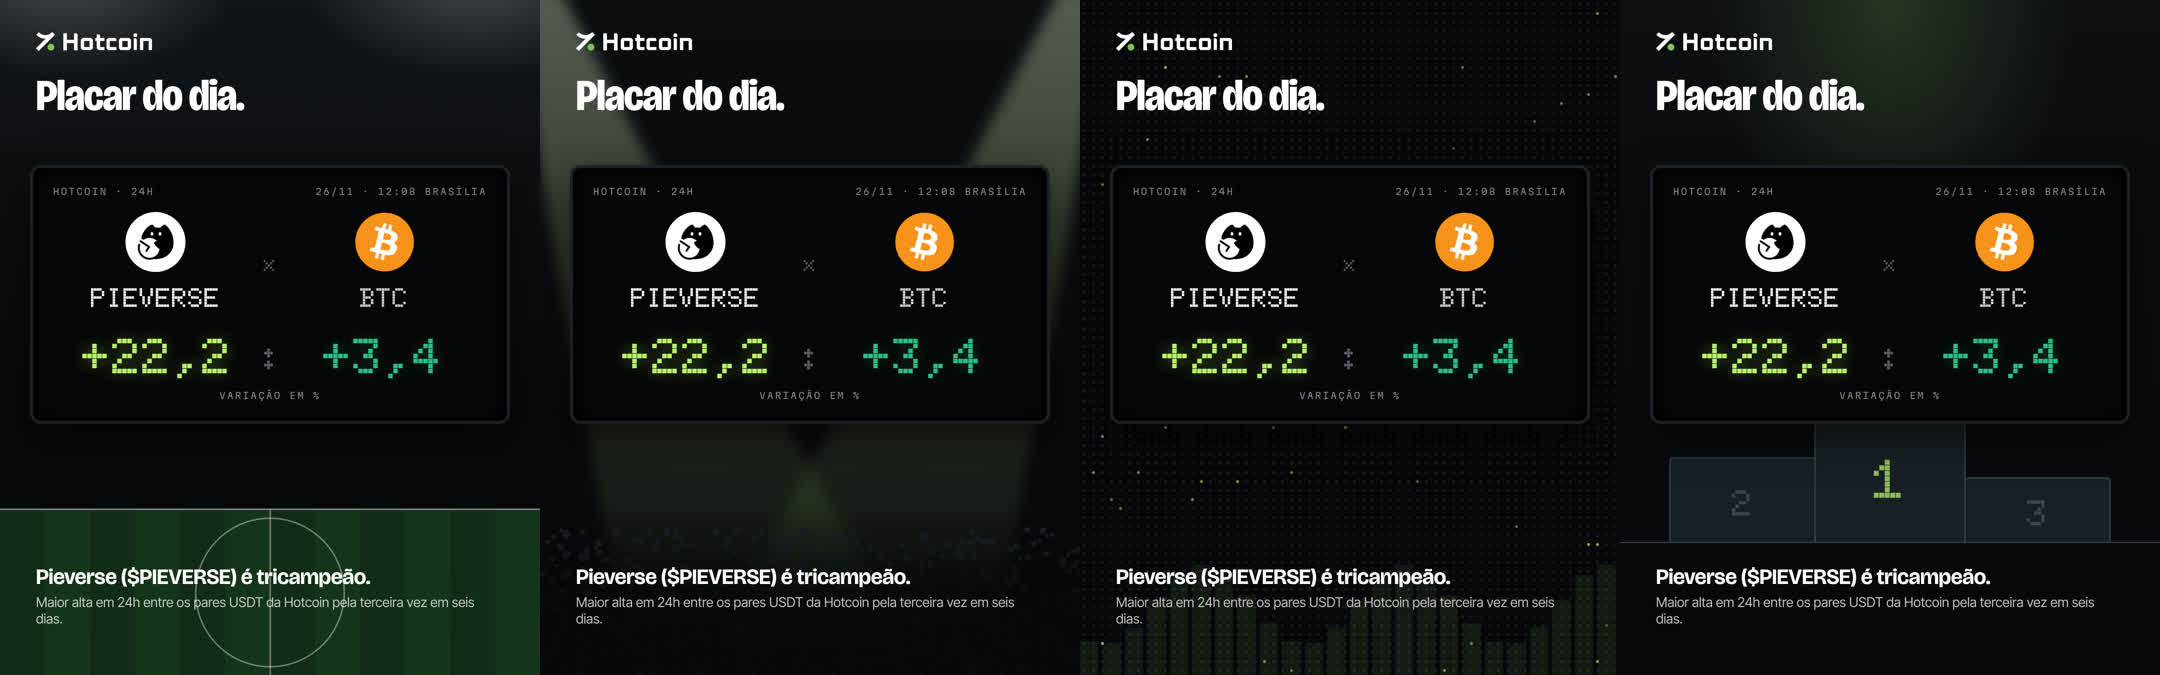 Hotcoin
Placar do dia.
HOTCOIN · 24H
26/11 · 12:08 BRASÍLIA
×
PIEVERSE
BTC
+22,2 : +3,4
VARIAÇÃO EM %
Pieverse ($PIEVERSE) é tricampeão.
Maior alta em 24h entre os pares USDT da Hotcoin pela terceira vez em seis
dias.
Hotcoin
Placar do dia.
HOTCOIN · 24H
26/11 · 12:08 BRASÍLIA
×
PIEVERSE
BTC
+22,2 : +3,4
VARIAÇÃO EM %
Pieverse ($PIEVERSE) é tricampeão.
Maior alta em 24h entre os pares USDT da Hotcoin pela terceira vez em seis
dias.
Hotcoin
Placar do dia.
HOTCOIN · 24H
26/11 · 12:08 BRASÍLIA
×
PIEVERSE
BTC
+22,2 : +3,4
VARIAÇÃO EM %
Pieverse ($PIEVERSE) é tricampeão.
Maior alta em 24h entre os pares USDT da Hotcoin pela terceira vez em seis
dias.
Hotcoin
Placar do dia.
HOTCOIN · 24H
26/11 · 12:08 BRASÍLIA
×
PIEVERSE
BTC
+22,2 : +3,4
VARIAÇÃO EM %
2
1
3
Pieverse ($PIEVERSE) é tricampeão.
Maior alta em 24h entre os pares USDT da Hotcoin pela terceira vez em seis
dias.